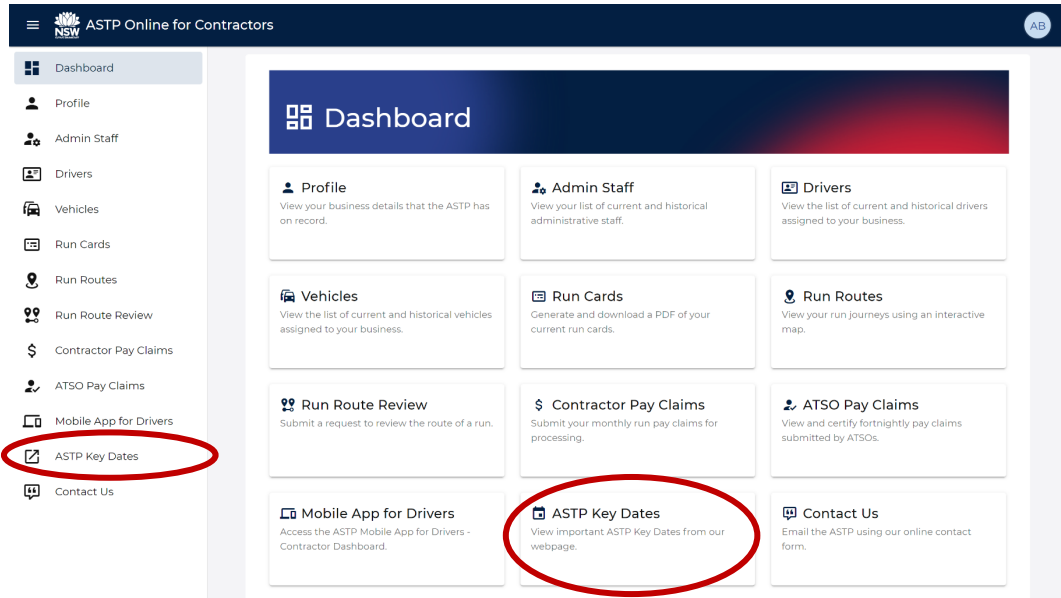 NSW
ASTP Online for Contractors
AB
Dashboard
Profile
Admin Staff
Drivers
Vehicles
Run Cards
Run Routes
Run Route Review
Contractor Pay Claims
ATSO Pay Claims
Mobile App for Drivers
ASTP Key Dates
Contact Us
Dashboard
Profile
View your business details that the ASTP has
on record.
Admin Staff
View your list of current and historical
administrative staff.
Drivers
View the list of current and historical drivers
assigned to your business.
Vehicles
View the list of current and historical vehicles
assigned to your business.
Run Cards
Generate and download a PDF of your
current run cards.
Run Routes
View your run journeys using an interactive
map.
Run Route Review
Submit a request to review the route of a run.
$ Contractor Pay Claims
Submit your monthly run pay claims for
processing.
ATSO Pay Claims
View and certify fortnightly pay claims
submitted by ATSOs.
Mobile App for Drivers
Access the ASTP Mobile App for Drivers -
Contractor Dashboard.
ASTP Key Dates
View important ASTP Key Dates from our
webpage.
Contact Us
Email the ASTP using our online contact
form.